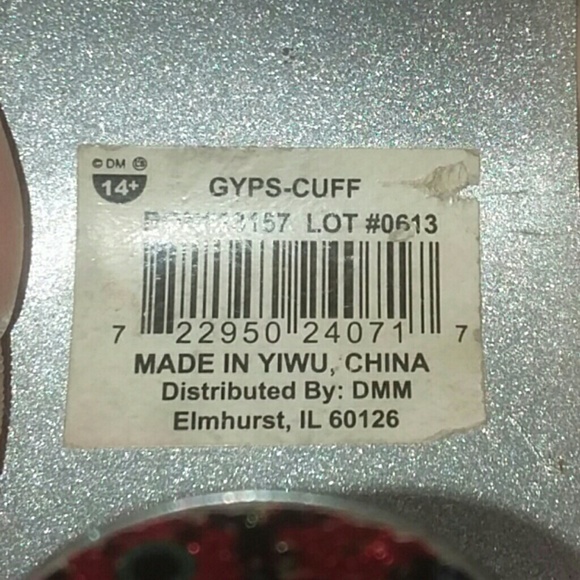 © DM
14+
GYPS-CUFF
LOT #0613
7 22950 24071 7
MADE IN YIWU, CHINA
Distributed By: DMM
Elmhurst, IL 60126